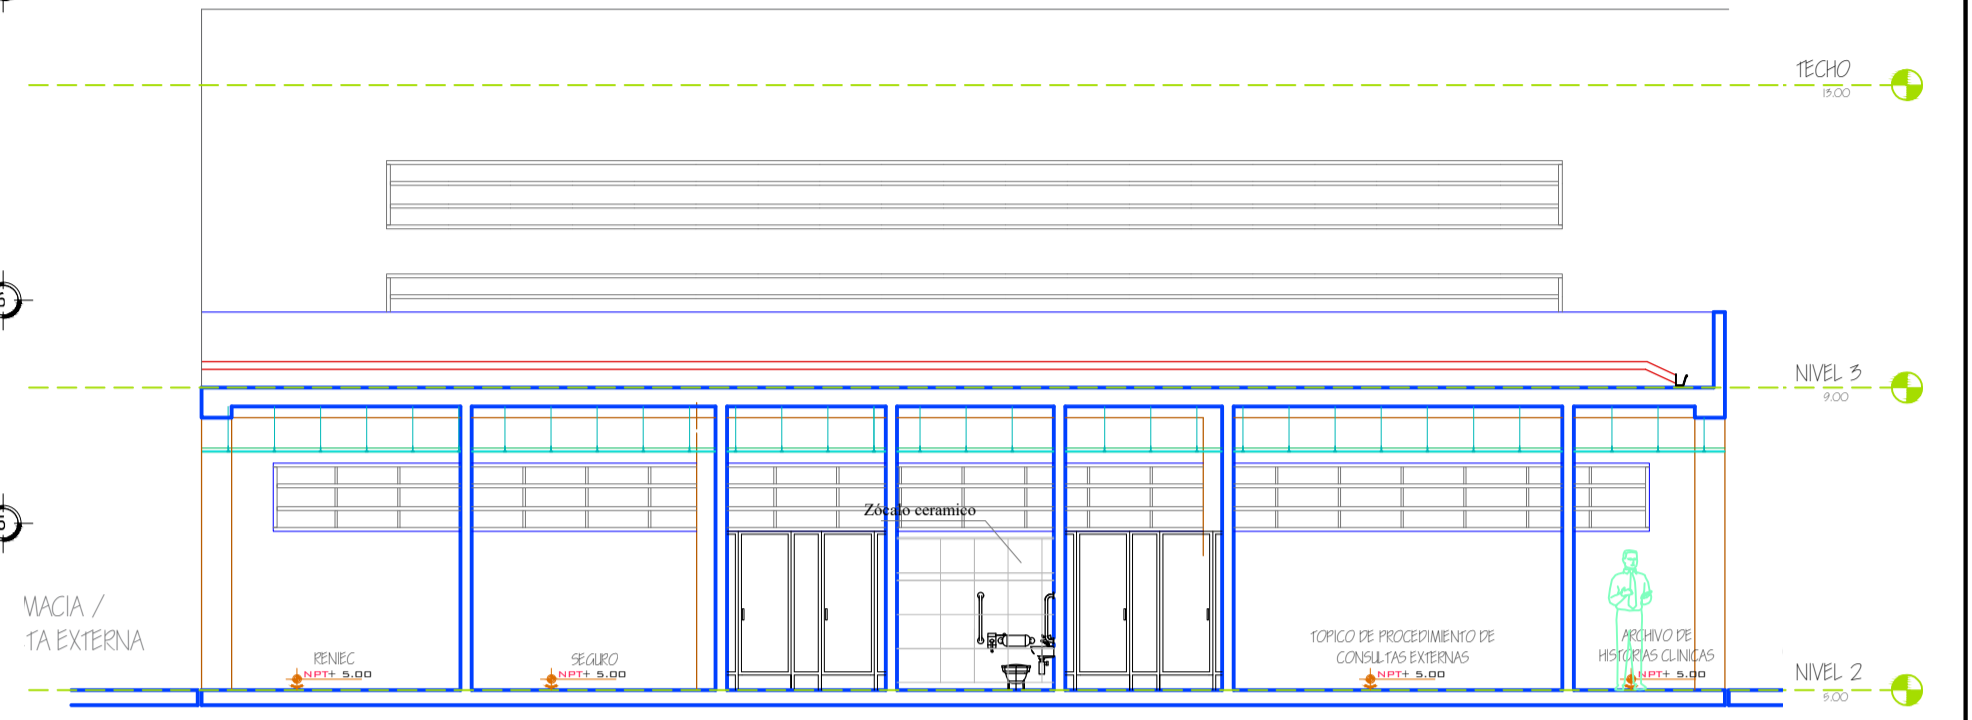 TECHO
13.00
NIVEL 3
9.00
Zócalo ceramico
MACIA /
TA EXTERNA
RENIEC
NPT+ 5.00
SEGURO
NPT+ 5.00
TOPICO DE PROCEDIMIENTO DE
CONSULTAS EXTERNAS
NPT+ 5.00
ARCHIVO DE
HISTORIAS CLINICAS
NPT+ 5.00
NIVEL 2
5.00